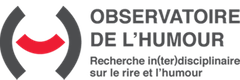 OBSERVATOIRE
DE L'HUMOUR
Recherche in(ter)disciplinaire
sur le rire et l'humour